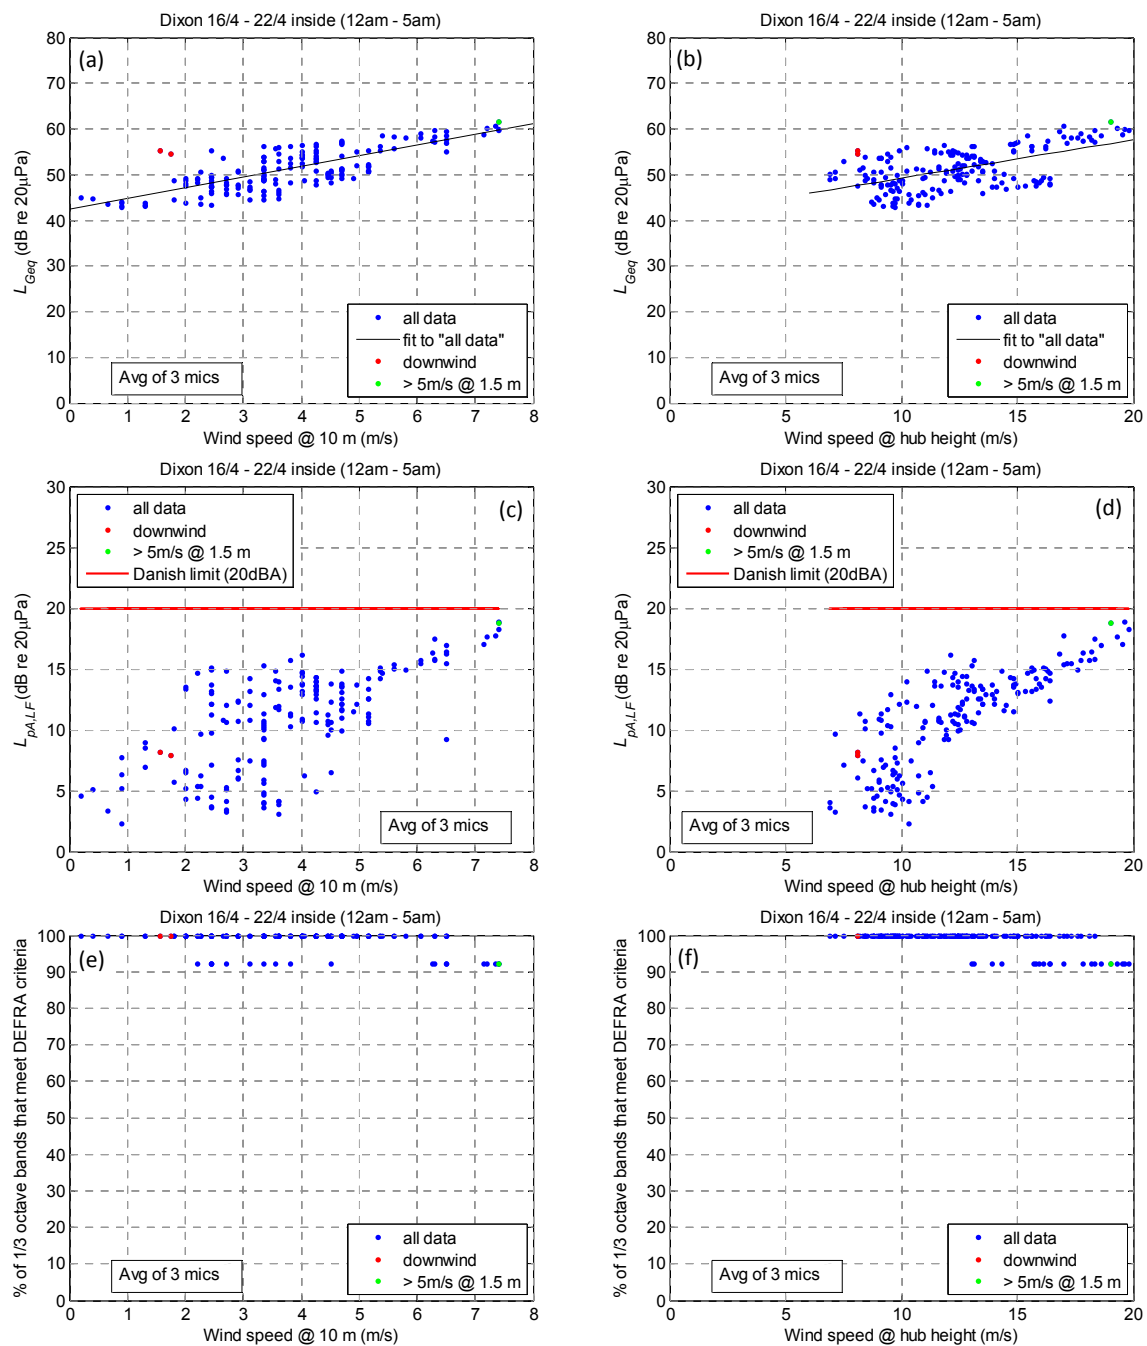 Dixon 16/4 - 22/4 inside (12am - 5am)
(a)
80
70
60
50
40
30
20
10
0
L_Geq (dB re 20μPa)
all data
fit to "all data"
downwind
> 5m/s @ 1.5 m
Avg of 3 mics
0 1 2 3 4 5 6 7 8
Wind speed @ 10 m (m/s)
Dixon 16/4 - 22/4 inside (12am - 5am)
(b)
80
70
60
50
40
30
20
10
0
L_Geq (dB re 20μPa)
all data
fit to "all data"
downwind
> 5m/s @ 1.5 m
Avg of 3 mics
0 5 10 15 20
Wind speed @ hub height (m/s)
Dixon 16/4 - 22/4 inside (12am - 5am)
(c)
30
25
20
15
10
5
0
L_pA,LF (dB re 20μPa)
all data
downwind
> 5m/s @ 1.5 m
Danish limit (20dBA)
Avg of 3 mics
0 1 2 3 4 5 6 7 8
Wind speed @ 10 m (m/s)
Dixon 16/4 - 22/4 inside (12am - 5am)
(d)
30
25
20
15
10
5
0
L_pA,LF (dB re 20μPa)
all data
downwind
> 5m/s @ 1.5 m
Danish limit (20dBA)
Avg of 3 mics
0 5 10 15 20
Wind speed @ hub height (m/s)
Dixon 16/4 - 22/4 inside (12am - 5am)
(e)
100
90
80
70
60
50
40
30
20
10
0
% of 1/3 octave bands that meet DEFRA criteria
all data
downwind
> 5m/s @ 1.5 m
Avg of 3 mics
0 1 2 3 4 5 6 7 8
Wind speed @ 10 m (m/s)
Dixon 16/4 - 22/4 inside (12am - 5am)
(f)
100
90
80
70
60
50
40
30
20
10
0
% of 1/3 octave bands that meet DEFRA criteria
all data
downwind
> 5m/s @ 1.5 m
Avg of 3 mics
0 5 10 15 20
Wind speed @ hub height (m/s)